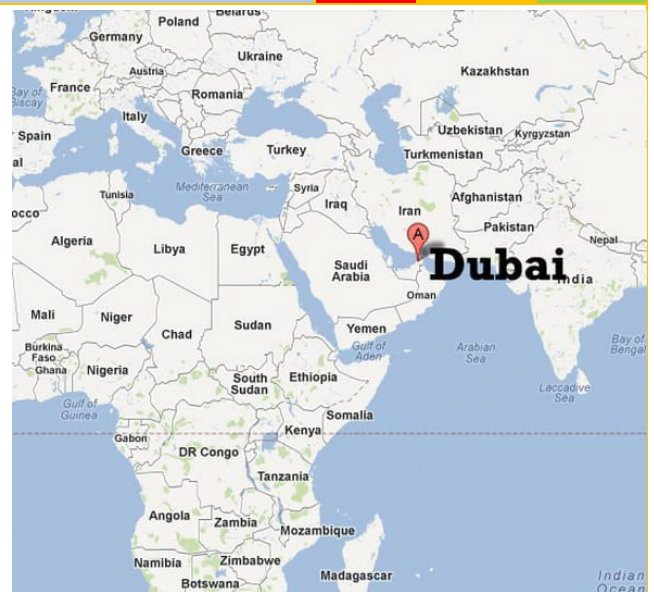 Poland
Belarus
Germany
Ukraine
Kazakhstan
Austria
Bay of
Biscay
France
Romania
Italy
Uzbekistan
Kyrgyzstan
Spain
Greece
Turkey
Turkmenistan
al
Mediterranean
Sea
Tunisia
Syria
Afghanistan
Iraq
Iran
occo
Pakistan
Algeria
Libya
Egypt
A
Nepal
Saudi
Arabia
Dubai
India
Oman
Mali
Niger
Chad
Sudan
Yemen
Gulf of
Aden
Arabian
Sea
Bay of
Bengal
Burkina
Faso
Ghana
Nigeria
South
Sudan
Ethiopia
Laccadive
Sea
Gulf of
Guinea
Somalia
Gabon
Kenya
DR Congo
Tanzania
Angola
Zambia
Mozambique
Namibia
Zimbabwe
Madagascar
Botswana
Indian
Ocean